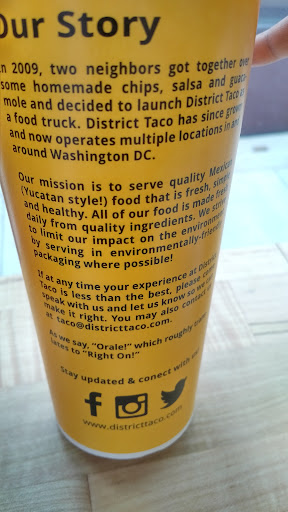 Our Story
In 2009, two neighbors got together over
some homemade chips, salsa and guaca-
mole and decided to launch District Taco
a food truck. District Taco has since grown
and now operates multiple locations in and
around Washington DC.
Our mission is to serve quality Mexican
(Yucatan style!) food that is fresh, simple
and healthy. All of our food is made fresh
daily from quality ingredients. We strive
to limit our impact on the environment
by serving in environmentally-friendly
packaging where possible!
If at any time your experience at District
Taco is less than the best, please
speak with us and let us know so we can
make it right. You may also contact
at taco@districttaco.com.
As we say, "Orale!" which roughly trans-
lates to "Right On!"
Stay updated & conect with us
www.districttaco.com